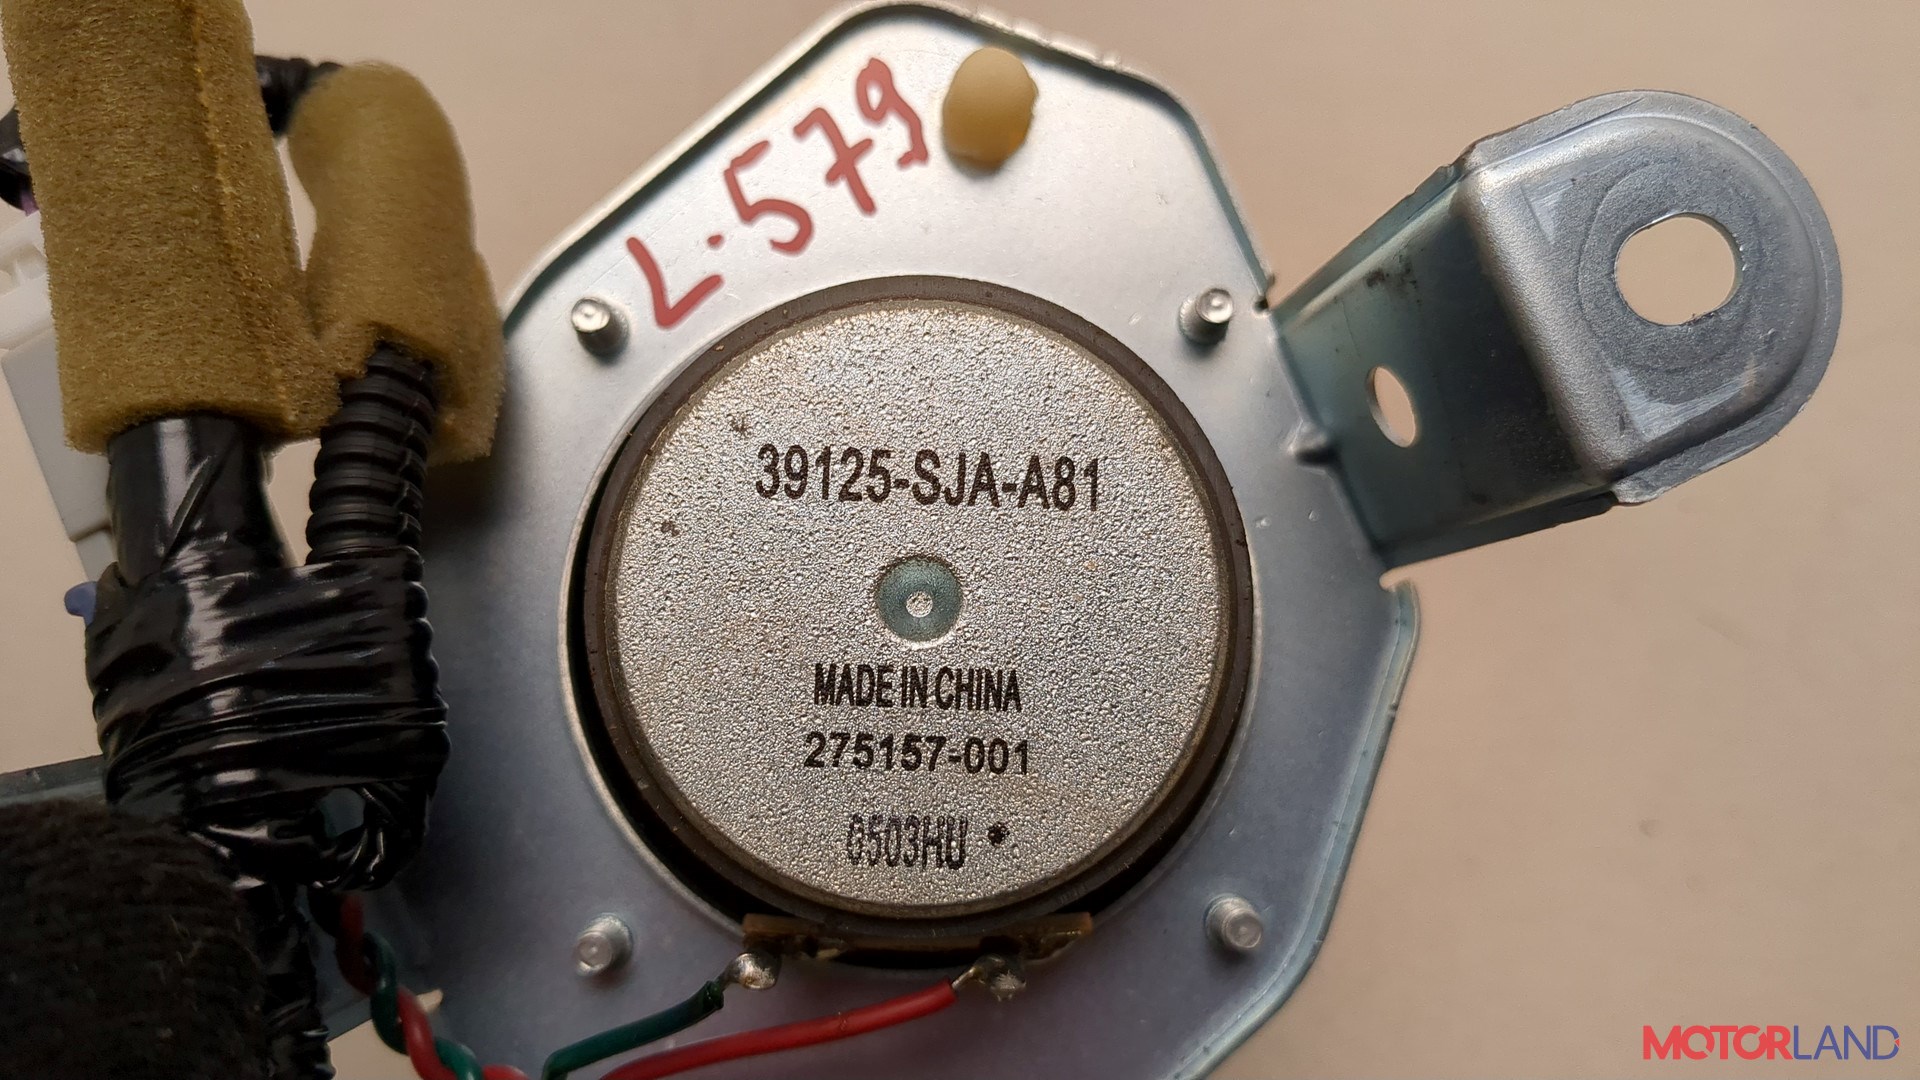 L.579
39125-SJA-A81
MADE IN CHINA
275157-001
0503HU
MOTORLAND